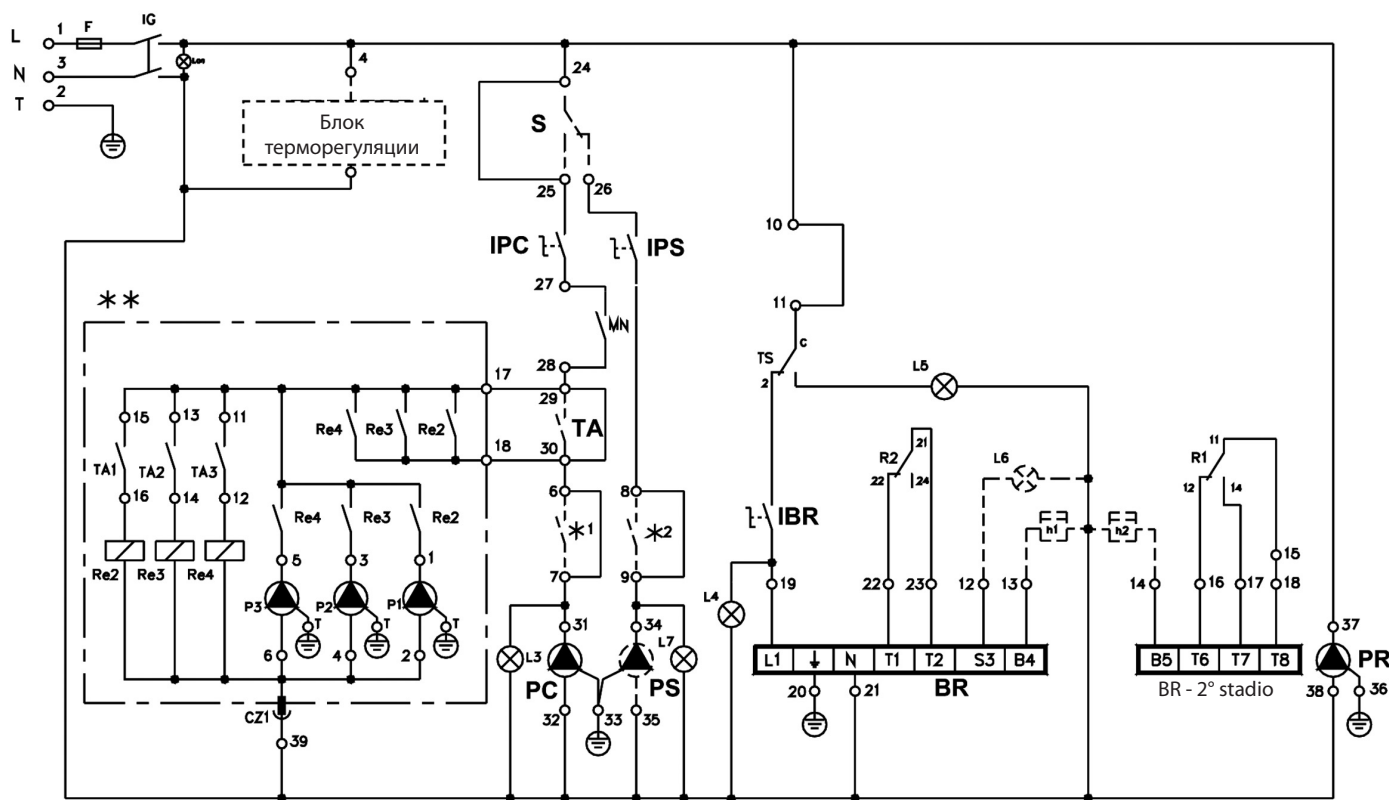 L 1 F IG
N 3 Lon
T 2
4
Блок
терморегуляции
24
S
25 26
10
IPC IPS
27
11
**
MN
TS C
2
28
L5
17
29
15 13 11
Re4 Re3 Re2
TA
18 30
TA1 TA2 TA3
16 14 12
6 8
R2 21
22 24
L6
R1 11
12 14
Re4 Re3 Re2
*1 *2
IBR
h1 h2
5 3 1
7 9
19 22 23 12 13 14 16 17 15
18
Re2 Re3 Re4
P3 P2 P1
T T T
31 34
L3 L7
L4
37
6 4 2
PC PS
L1 N T1 T2 S3 B4
B5 T6 T7 T8
PR
BR
BR - 2° stadio
20 21
38 36
CZ1
32 33 35
39